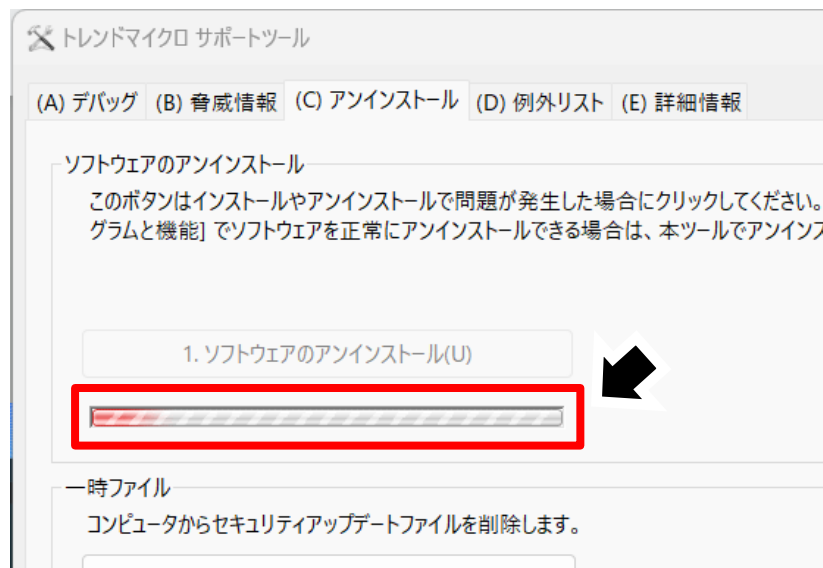 トレンドマイクロ サポートツール
(A) デバッグ (B) 脅威情報 (C) アンインストール (D) 例外リスト (E) 詳細情報
ソフトウェアのアンインストール
このボタンはインストールやアンインストールで問題が発生した場合にクリックしてください。
グラムと機能] でソフトウェアを正常にアンインストールできる場合は、本ツールでアンインス
1. ソフトウェアのアンインストール(U)
一時ファイル
コンピュータからセキュリティアップデートファイルを削除します。